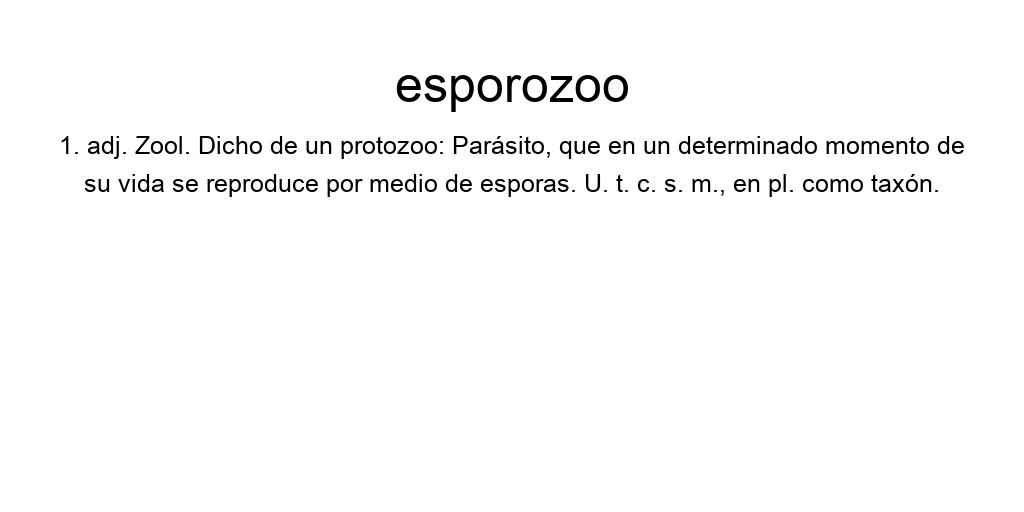 esporozoo
1. adj. Zool. Dicho de un protozoo: Parásito, que en un determinado momento de
su vida se reproduce por medio de esporas. U. t. c. s. m., en pl. como taxón.